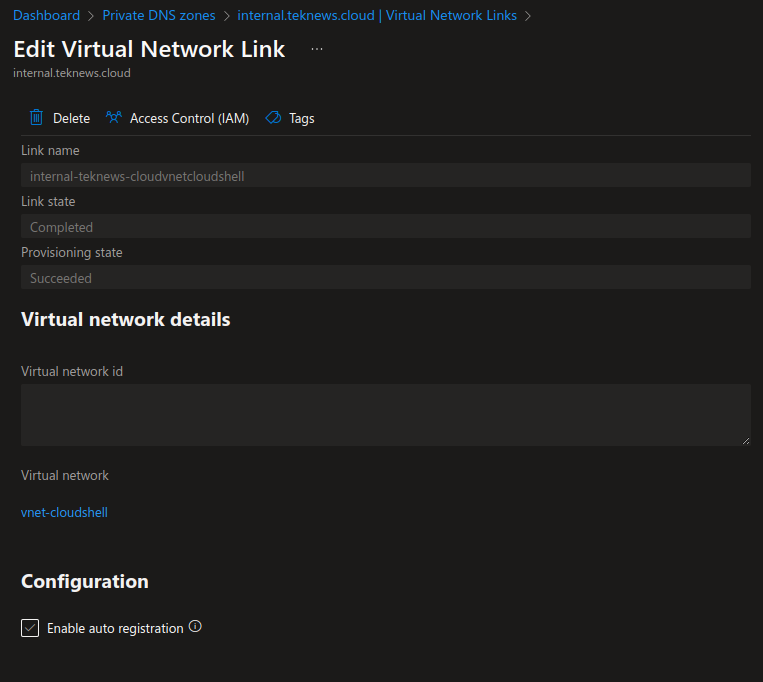 Dashboard > Private DNS zones > internal.teknews.cloud | Virtual Network Links >
Edit Virtual Network Link ...
internal.teknews.cloud
Delete Access Control (IAM) Tags
Link name
internal-teknews-cloudvnetcloudshell
Link state
Completed
Provisioning state
Succeeded
Virtual network details
Virtual network id
Virtual network
vnet-cloudshell
Configuration
Enable auto registration